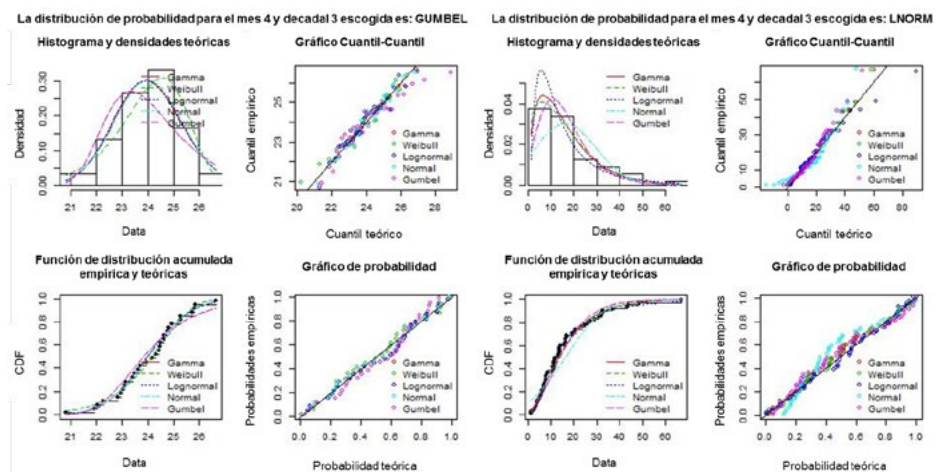 La distribución de probabilidad para el mes 4 y decadal 3 escogida es: GUMBEL
Histograma y densidades teóricas
Densidad
0.00 0.10 0.20 0.30
21 22 23 24 25 26
Data
Gamma
Weibull
Lognormal
Normal
Gumbel
Gráfico Cuantil-Cuantil
Cuantil empírico
21 23 25
20 22 24 26 28
Cuantil teórico
Gamma
Weibull
Lognormal
Normal
Gumbel
Función de distribución acumulada
empírica y teóricas
CDF
0.0 0.2 0.4 0.6 0.8 1.0
21 22 23 24 25 26
Data
Gamma
Weibull
Lognormal
Normal
Gumbel
Gráfico de probabilidad
Probabilidades empíricas
0.0 0.2 0.4 0.6 0.8 1.0
0.0 0.2 0.4 0.6 0.8 1.0
Probabilidad teórica
Gamma
Weibull
Lognormal
Normal
Gumbel
La distribución de probabilidad para el mes 4 y decadal 3 escogida es: LNORM
Histograma y densidades teóricas
Densidad
0.00 0.02 0.04
0 10 20 30 40 50 60
Data
Gamma
Weibull
Lognormal
Normal
Gumbel
Gráfico Cuantil-Cuantil
Cuantil empírico
0 10 30 50
0 20 40 60 80
Cuantil teórico
Gamma
Weibull
Lognormal
Normal
Gumbel
Función de distribución acumulada
empírica y teóricas
CDF
0.0 0.2 0.4 0.6 0.8 1.0
0 10 20 30 40 50 60
Data
Gamma
Weibull
Lognormal
Normal
Gumbel
Gráfico de probabilidad
Probabilidades empíricas
0.0 0.2 0.4 0.6 0.8 1.0
0.0 0.2 0.4 0.6 0.8 1.0
Probabilidad teórica
Gamma
Weibull
Lognormal
Normal
Gumbel